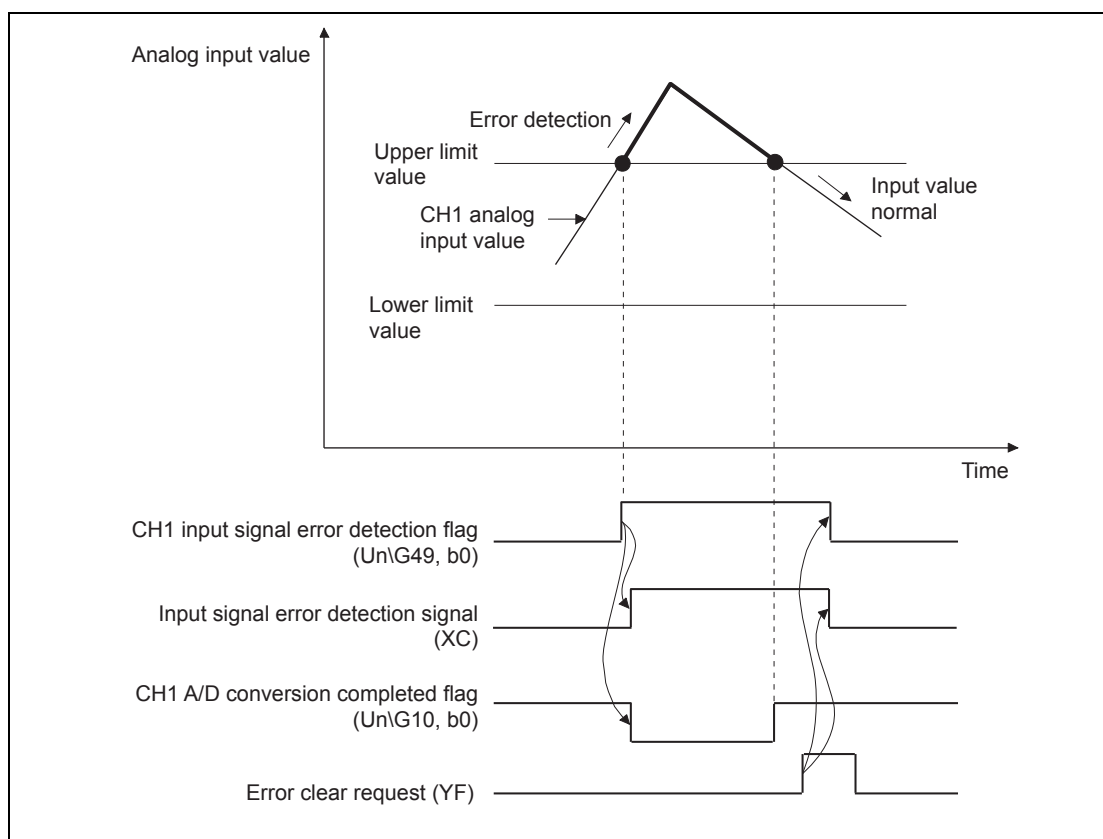 Analog input value
Error detection
Upper limit
value
Input value
normal
CH1 analog
input value
Lower limit
value
Time
CH1 input signal error detection flag
(Un\G49, b0)
Input signal error detection signal
(XC)
CH1 A/D conversion completed flag
(Un\G10, b0)
Error clear request (YF)